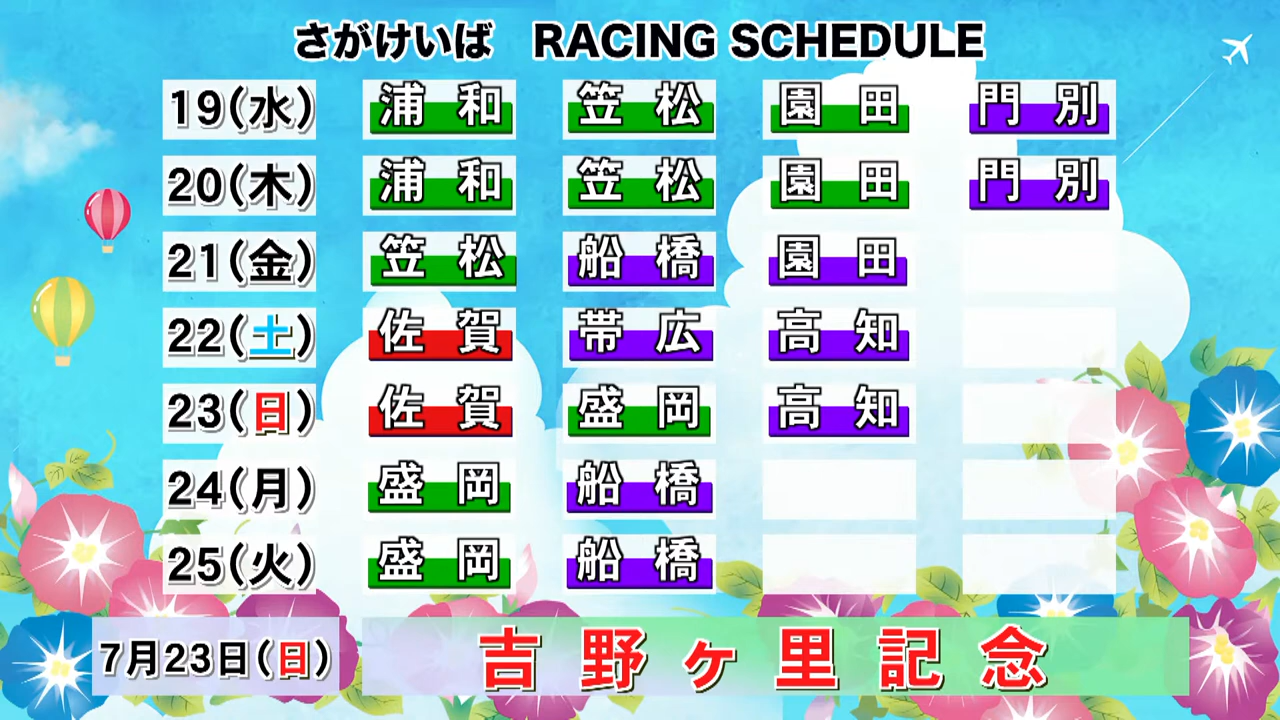 さがけいば RACING SCHEDULE
19(水) 浦和 笠松 園田 門別
20(木) 浦和 笠松 園田 門別
21(金) 笠松 船橋 園田
22(土) 佐賀 帯広 高知
23(日) 佐賀 盛岡 高知
24(月) 盛岡 船橋
25(火) 盛岡 船橋
7月23日(日) 吉野ヶ里記念